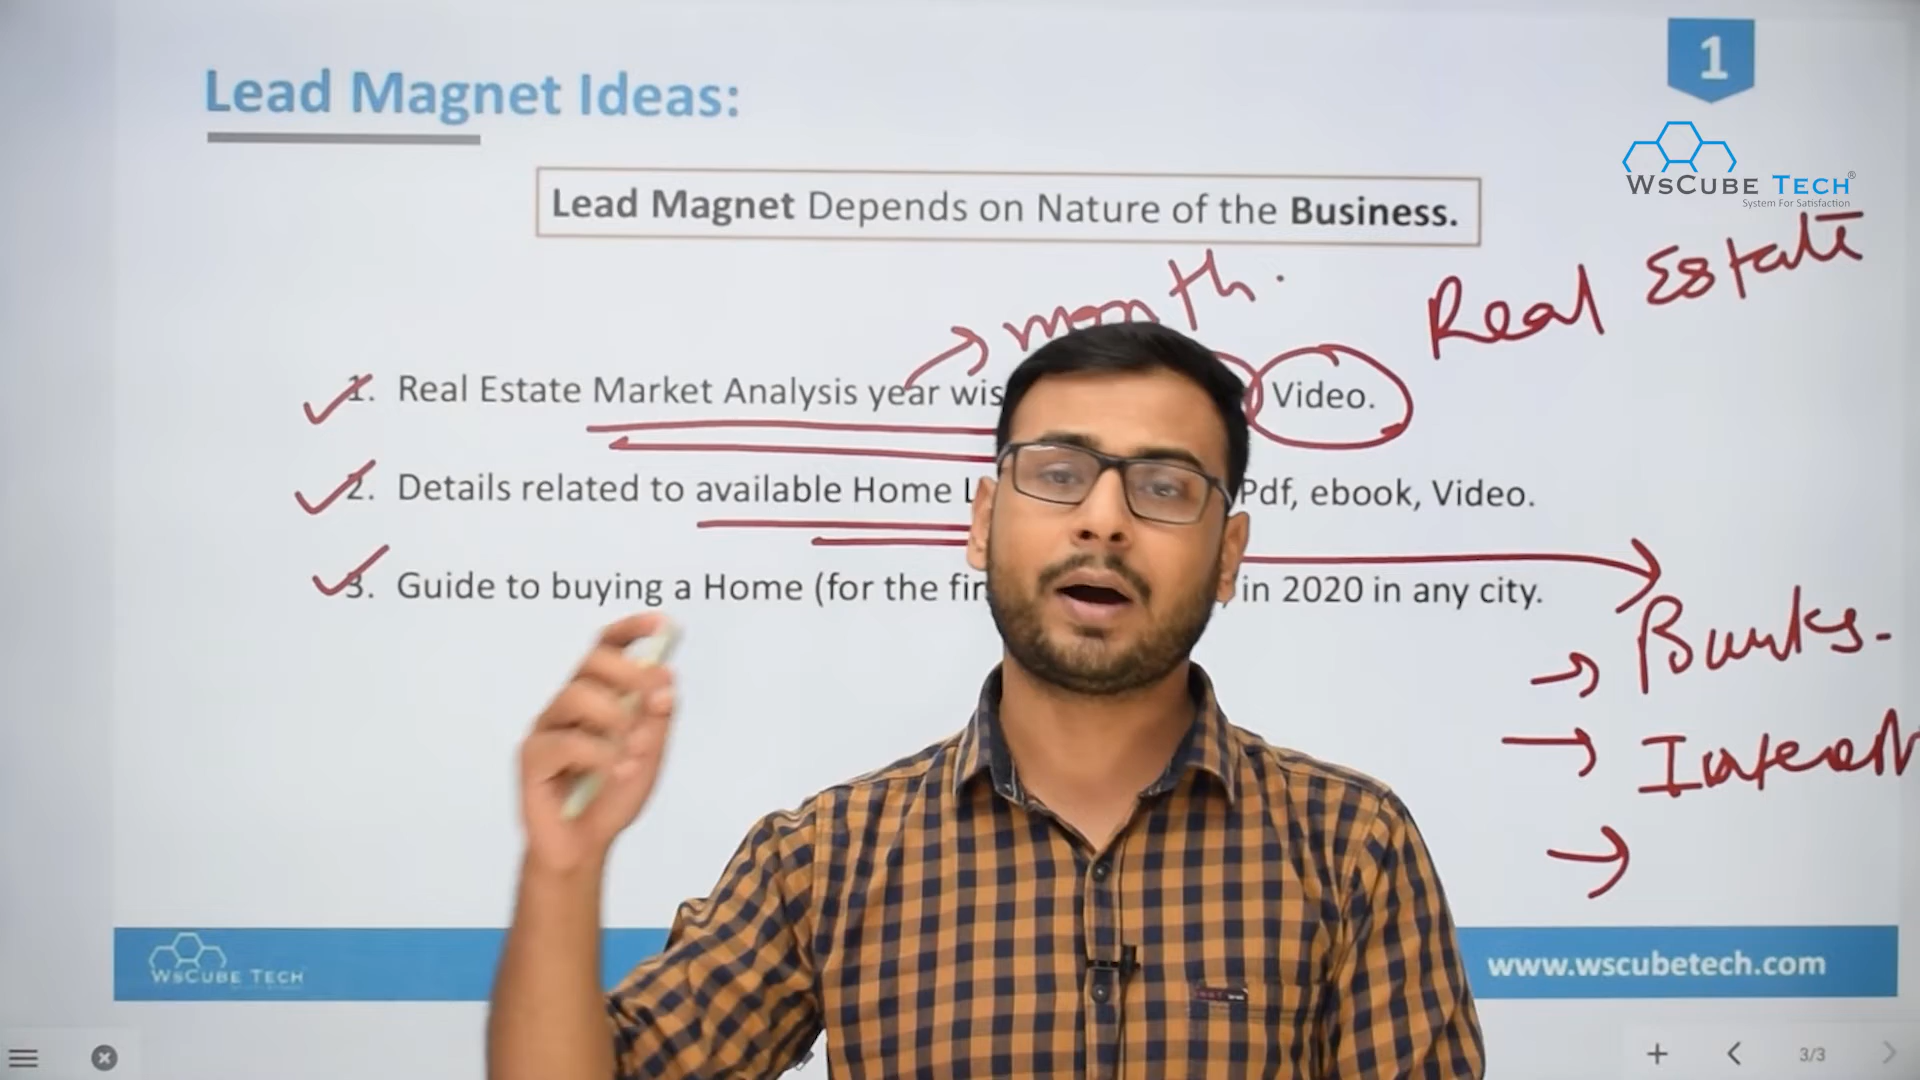 1
Lead Magnet Ideas:
WsCube Tech®
System For Satisfaction
Lead Magnet Depends on Nature of the Business.
month.
Real Estate
1. Real Estate Market Analysis year Video.
2. Details related to available Home Pdf, ebook, Video.
3. Guide to buying a Home (for the in 2020 in any city.
Banks.
WsCube Tech
www.wscubetech.com
3/3